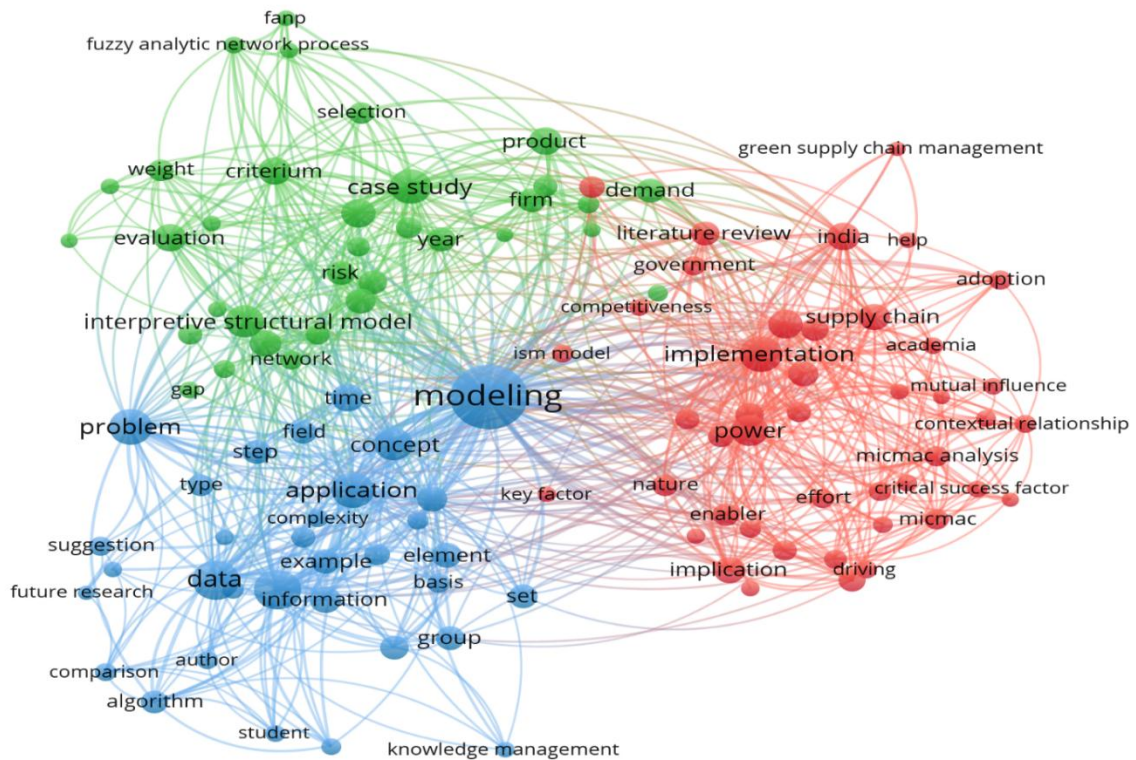 fanp
fuzzy analytic network process
selection
product
green supply chain management
weight
criterium
case study
firm
demand
evaluation
year
literature review
india
help
risk
government
adoption
competitiveness
interpretive structural model
supply chain
network
ism model
implementation
academia
gap
time
modeling
mutual influence
problem
field
concept
power
contextual relationship
step
micmac analysis
type
application
key factor
nature
effort
critical success factor
complexity
enabler
micmac
suggestion
example
element
implication
driving
data
basis
future research
information
set
group
author
comparison
algorithm
student
knowledge management